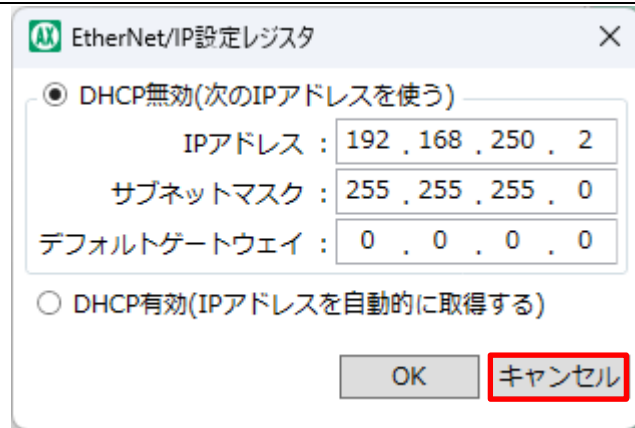 AX EtherNet/IP設定レジスタ
DHCP無効(次のIPアドレスを使う)
IPアドレス : 192 . 168 . 250 . 2
サブネットマスク : 255 . 255 . 255 . 0
デフォルトゲートウェイ : 0 . 0 . 0 . 0
DHCP有効(IPアドレスを自動的に取得する)
OK キャンセル